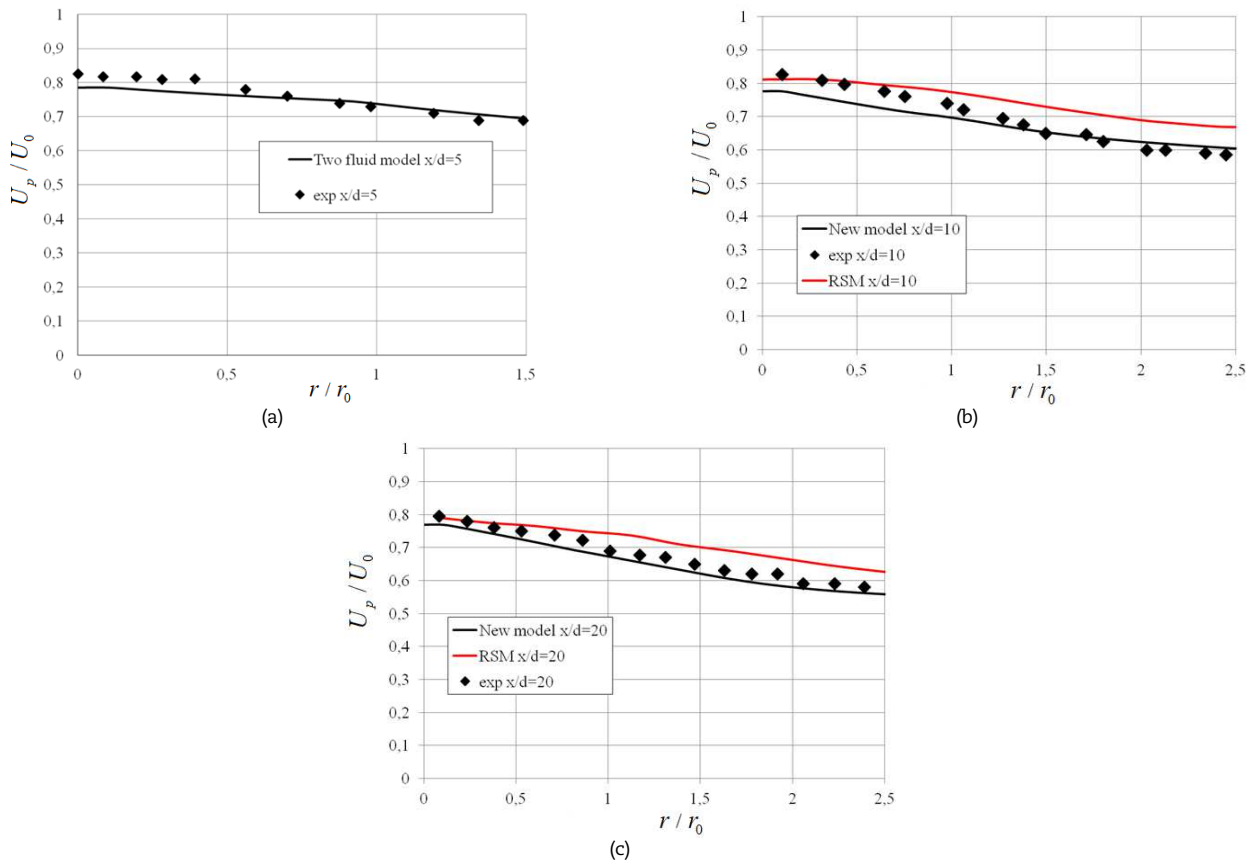 1
0,9
0,8
0,7
0,6
0,5
0,4
0,3
0,2
0,1
0
U_p / U_0
Two fluid model x/d=5
exp x/d=5
0 0,5 1 1,5
r / r_0
(a)
1
0,9
0,8
0,7
0,6
0,5
0,4
0,3
0,2
0,1
0
U_p / U_0
New model x/d=10
exp x/d=10
RSM x/d=10
0 0,5 1 1,5 2 2,5
r / r_0
(b)
1
0,9
0,8
0,7
0,6
0,5
0,4
0,3
0,2
0,1
0
U_p / U_0
New model x/d=20
RSM x/d=20
exp x/d=20
0 0,5 1 1,5 2 2,5
r / r_0
(c)